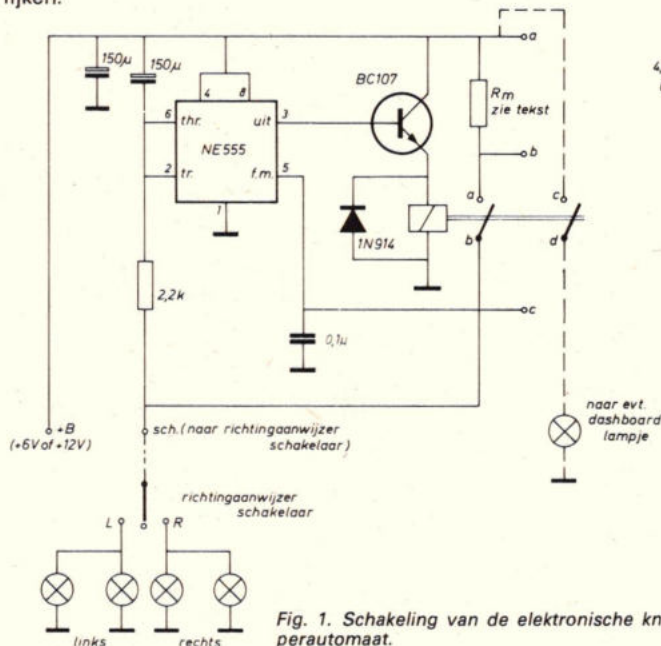 150µ
150µ
a
BC107
Rm
zie tekst
4
8
6
thr.
uit
3
NE555
b
2
tr.
f.m.
5
1
a
c
b
d
1N914
2,2k
c
0,1µ
+B
(+6V of +12V)
sch.(naar richtingaanwijzer
schakelaar)
naar evt.
dashboard
lampje
richtingaanwijzer
schakelaar
L
R
links
rechts
Fig. 1. Schakeling van de elektronische kn
perautomaat.